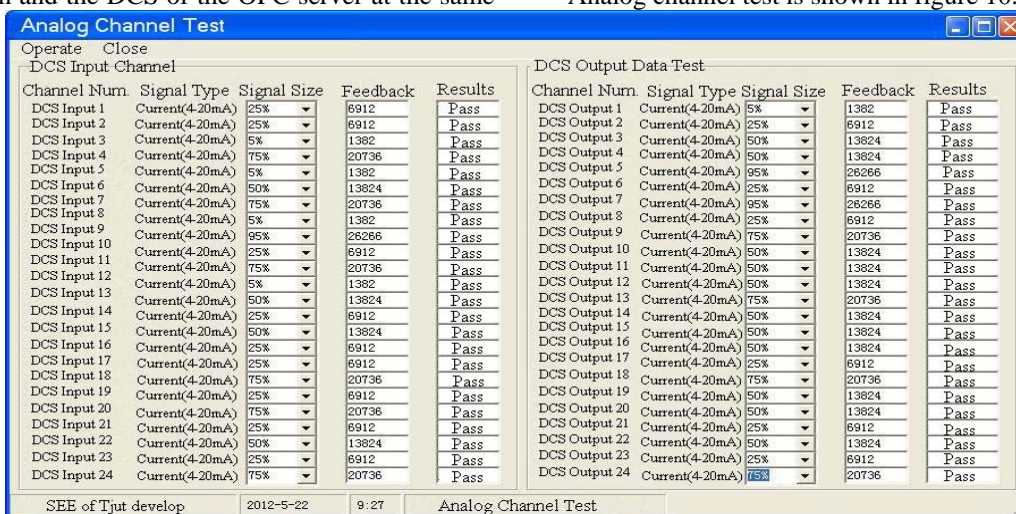 and the DCS of the OPC server at the same
Analog channel test is shown in figure
Analog Channel Test
Operate Close
DCS Input Channel
Channel Num. Signal Type Signal Size Feedback Results
DCS Input 1 Current(4-20mA) 25% 6912 Pass
DCS Input 2 Current(4-20mA) 25% 6912 Pass
DCS Input 3 Current(4-20mA) 5% 1382 Pass
DCS Input 4 Current(4-20mA) 75% 20736 Pass
DCS Input 5 Current(4-20mA) 5% 1382 Pass
DCS Input 6 Current(4-20mA) 50% 13824 Pass
DCS Input 7 Current(4-20mA) 75% 20736 Pass
DCS Input 8 Current(4-20mA) 5% 1382 Pass
DCS Input 9 Current(4-20mA) 95% 26266 Pass
DCS Input 10 Current(4-20mA) 25% 6912 Pass
DCS Input 11 Current(4-20mA) 75% 20736 Pass
DCS Input 12 Current(4-20mA) 5% 1382 Pass
DCS Input 13 Current(4-20mA) 50% 13824 Pass
DCS Input 14 Current(4-20mA) 25% 6912 Pass
DCS Input 15 Current(4-20mA) 50% 13824 Pass
DCS Input 16 Current(4-20mA) 25% 6912 Pass
DCS Input 17 Current(4-20mA) 25% 6912 Pass
DCS Input 18 Current(4-20mA) 75% 20736 Pass
DCS Input 19 Current(4-20mA) 25% 6912 Pass
DCS Input 20 Current(4-20mA) 75% 20736 Pass
DCS Input 21 Current(4-20mA) 25% 6912 Pass
DCS Input 22 Current(4-20mA) 50% 13824 Pass
DCS Input 23 Current(4-20mA) 25% 6912 Pass
DCS Input 24 Current(4-20mA) 75% 20736 Pass
DCS Output Data Test
Channel Num. Signal Type Signal Size Feedback Results
DCS Output 1 Current(4-20mA) 5% 1382 Pass
DCS Output 2 Current(4-20mA) 25% 6912 Pass
DCS Output 3 Current(4-20mA) 50% 13824 Pass
DCS Output 4 Current(4-20mA) 50% 13824 Pass
DCS Output 5 Current(4-20mA) 95% 26266 Pass
DCS Output 6 Current(4-20mA) 25% 6912 Pass
DCS Output 7 Current(4-20mA) 95% 26266 Pass
DCS Output 8 Current(4-20mA) 25% 6912 Pass
DCS Output 9 Current(4-20mA) 75% 20736 Pass
DCS Output 10 Current(4-20mA) 50% 13824 Pass
DCS Output 11 Current(4-20mA) 50% 13824 Pass
DCS Output 12 Current(4-20mA) 50% 13824 Pass
DCS Output 13 Current(4-20mA) 75% 20736 Pass
DCS Output 14 Current(4-20mA) 50% 13824 Pass
DCS Output 15 Current(4-20mA) 50% 13824 Pass
DCS Output 16 Current(4-20mA) 50% 13824 Pass
DCS Output 17 Current(4-20mA) 25% 6912 Pass
DCS Output 18 Current(4-20mA) 75% 20736 Pass
DCS Output 19 Current(4-20mA) 50% 13824 Pass
DCS Output 20 Current(4-20mA) 50% 13824 Pass
DCS Output 21 Current(4-20mA) 25% 6912 Pass
DCS Output 22 Current(4-20mA) 50% 13824 Pass
DCS Output 23 Current(4-20mA) 25% 6912 Pass
DCS Output 24 Current(4-20mA) 75% 20736 Pass
SEE of Tjut develop 2012-5-22 9:27 Analog Channel Test